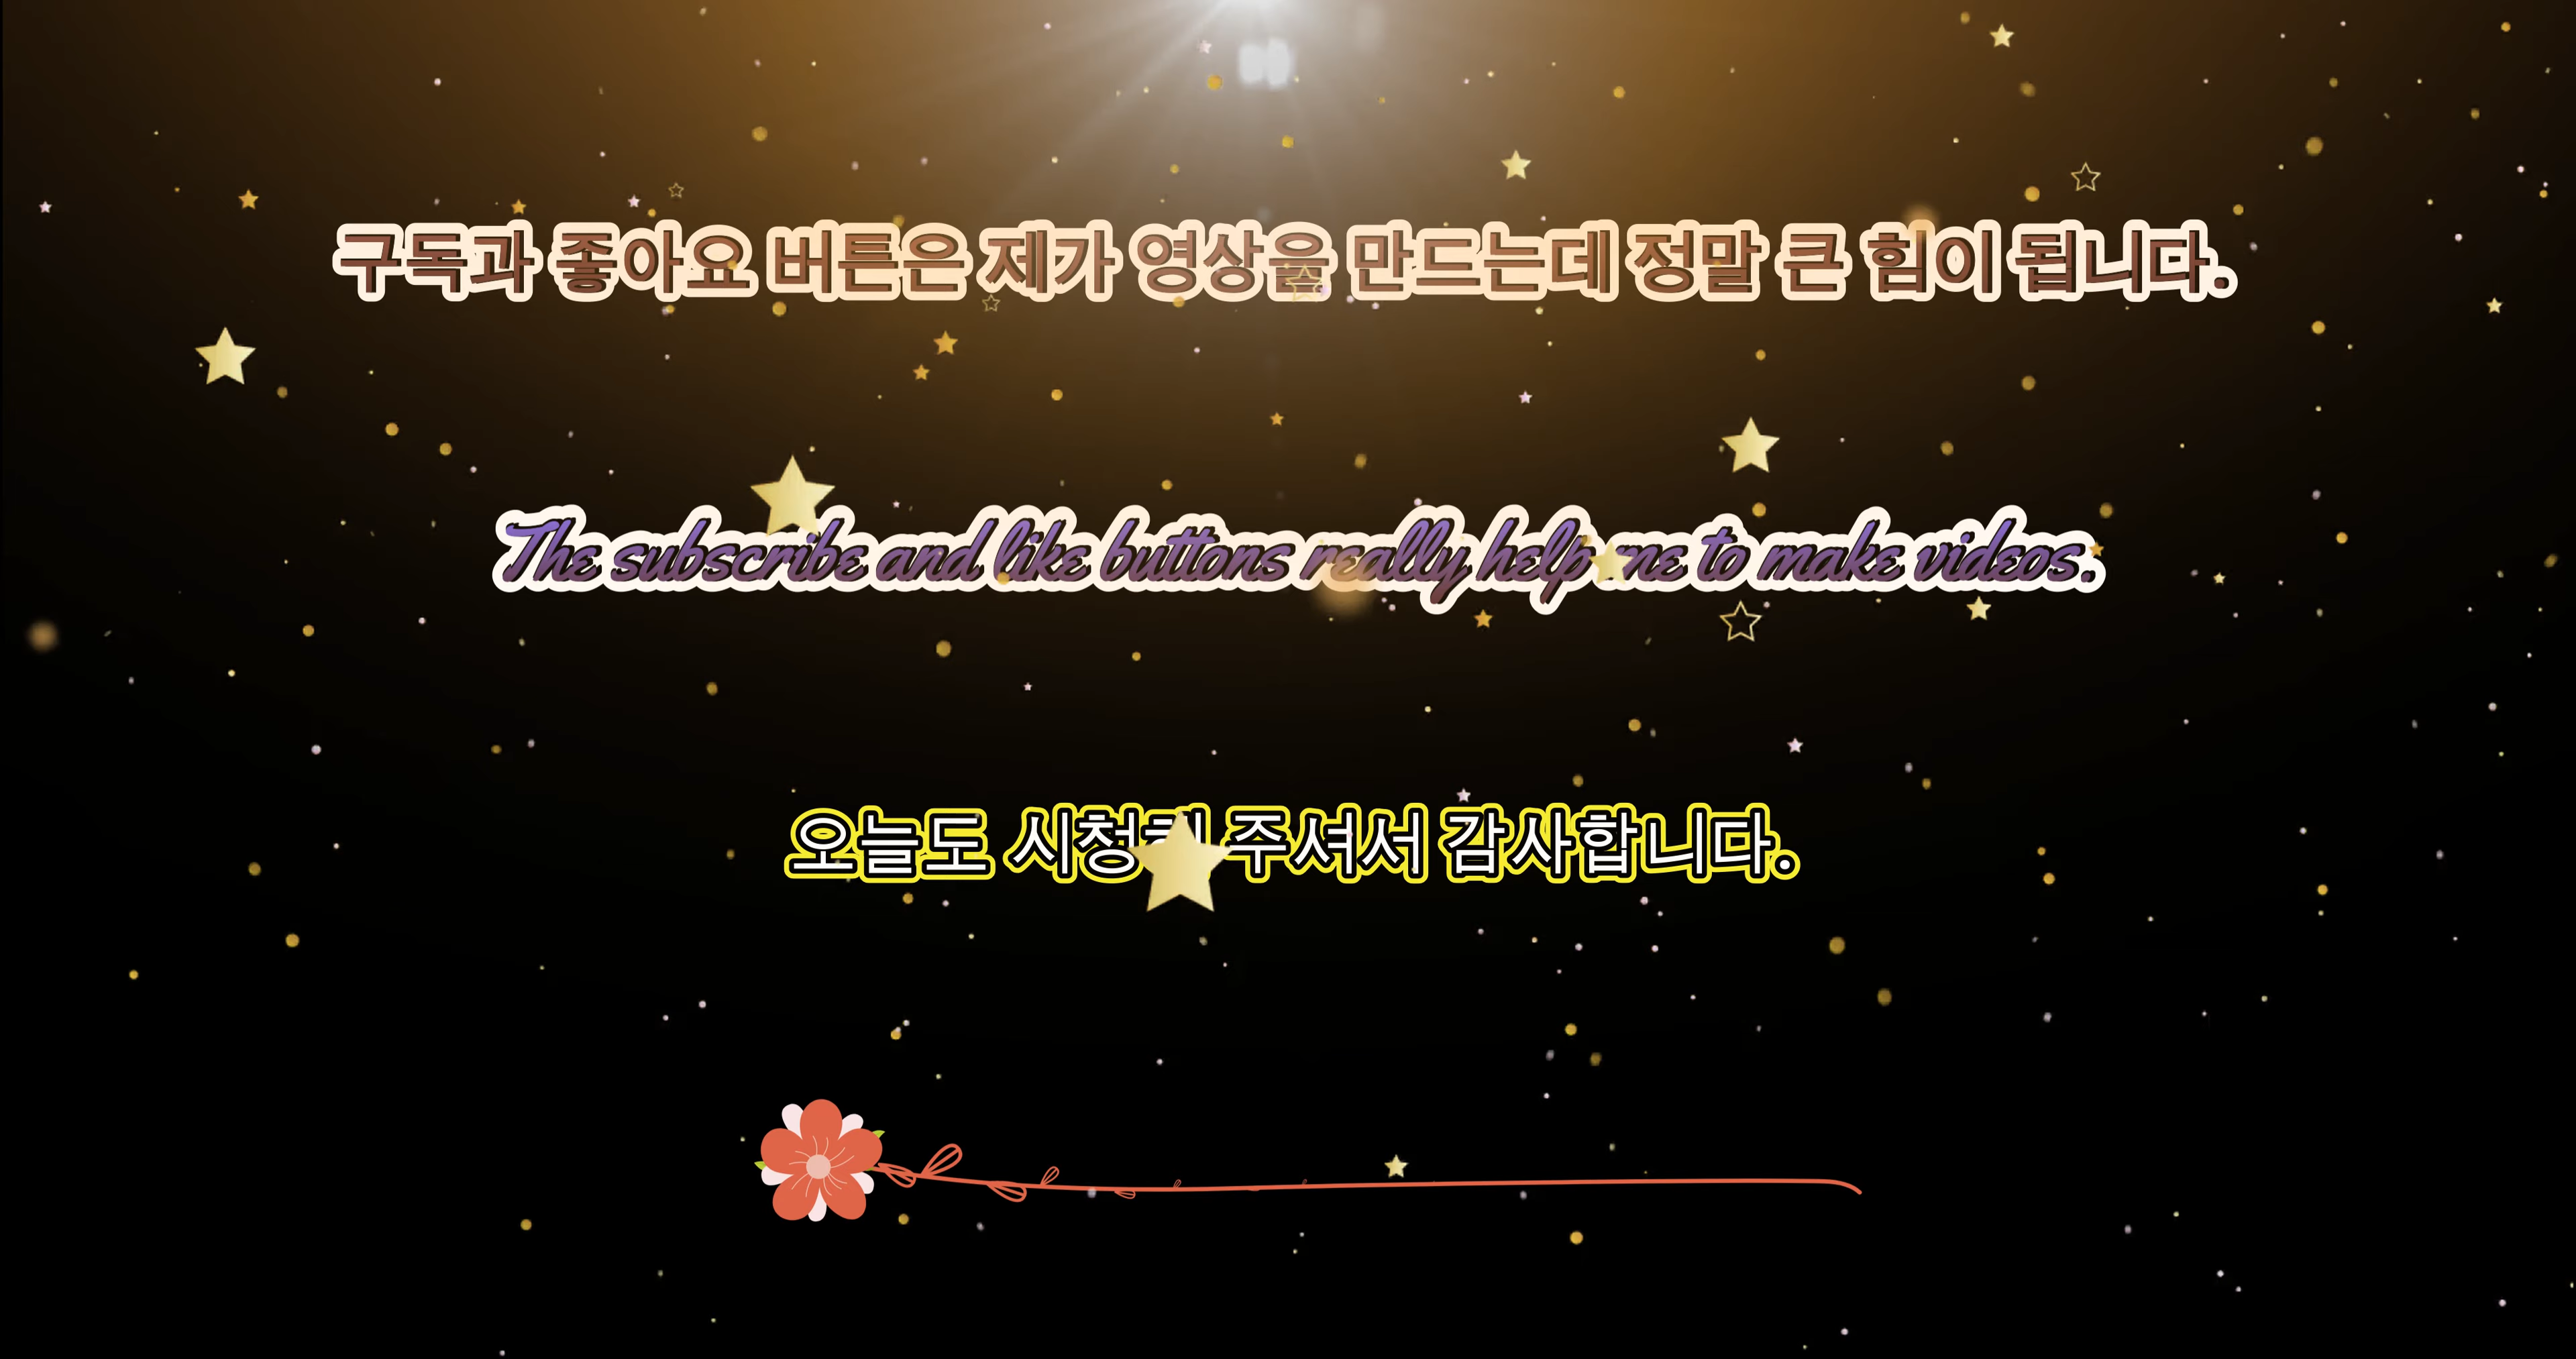 구독과 좋아요 버튼은 제가 영상을 만드는데 정말 큰 힘이 됩니다.
The subscribe and like buttons really help me to make videos.
오늘도 주셔서 감사합니다.